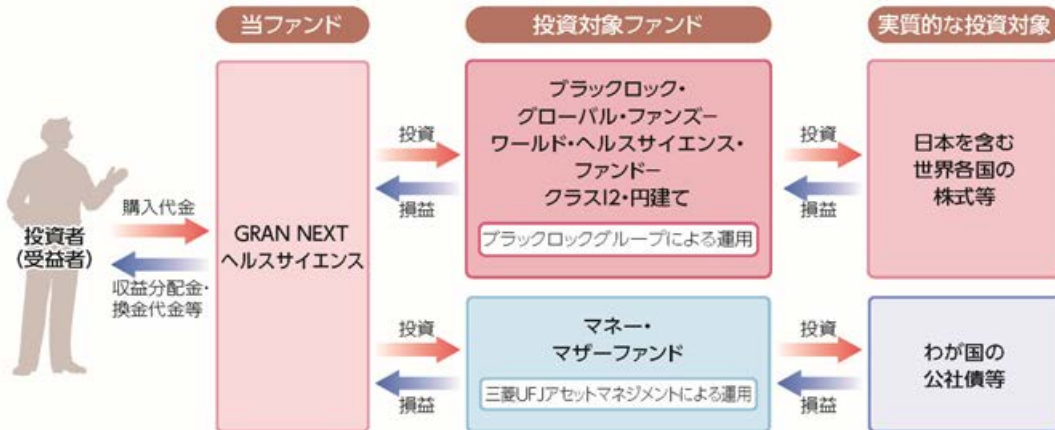 当ファンド
投資対象ファンド
実質的な投資対象
投資者
(受益者)
購入代金
収益分配金・
換金代金等
GRAN NEXT
ヘルスサイエンス
投資
損益
ブラックロック・
グローバル・ファンズー
ワールド・ヘルスサイエンス・
ファンドー
クラスI2・円建て
ブラックロックグループによる運用
投資
損益
日本を含む
世界各国の
株式等
投資
損益
マネー・
マザーファンド
三菱UFJアセットマネジメントによる運用
投資
損益
わが国の
公社債等